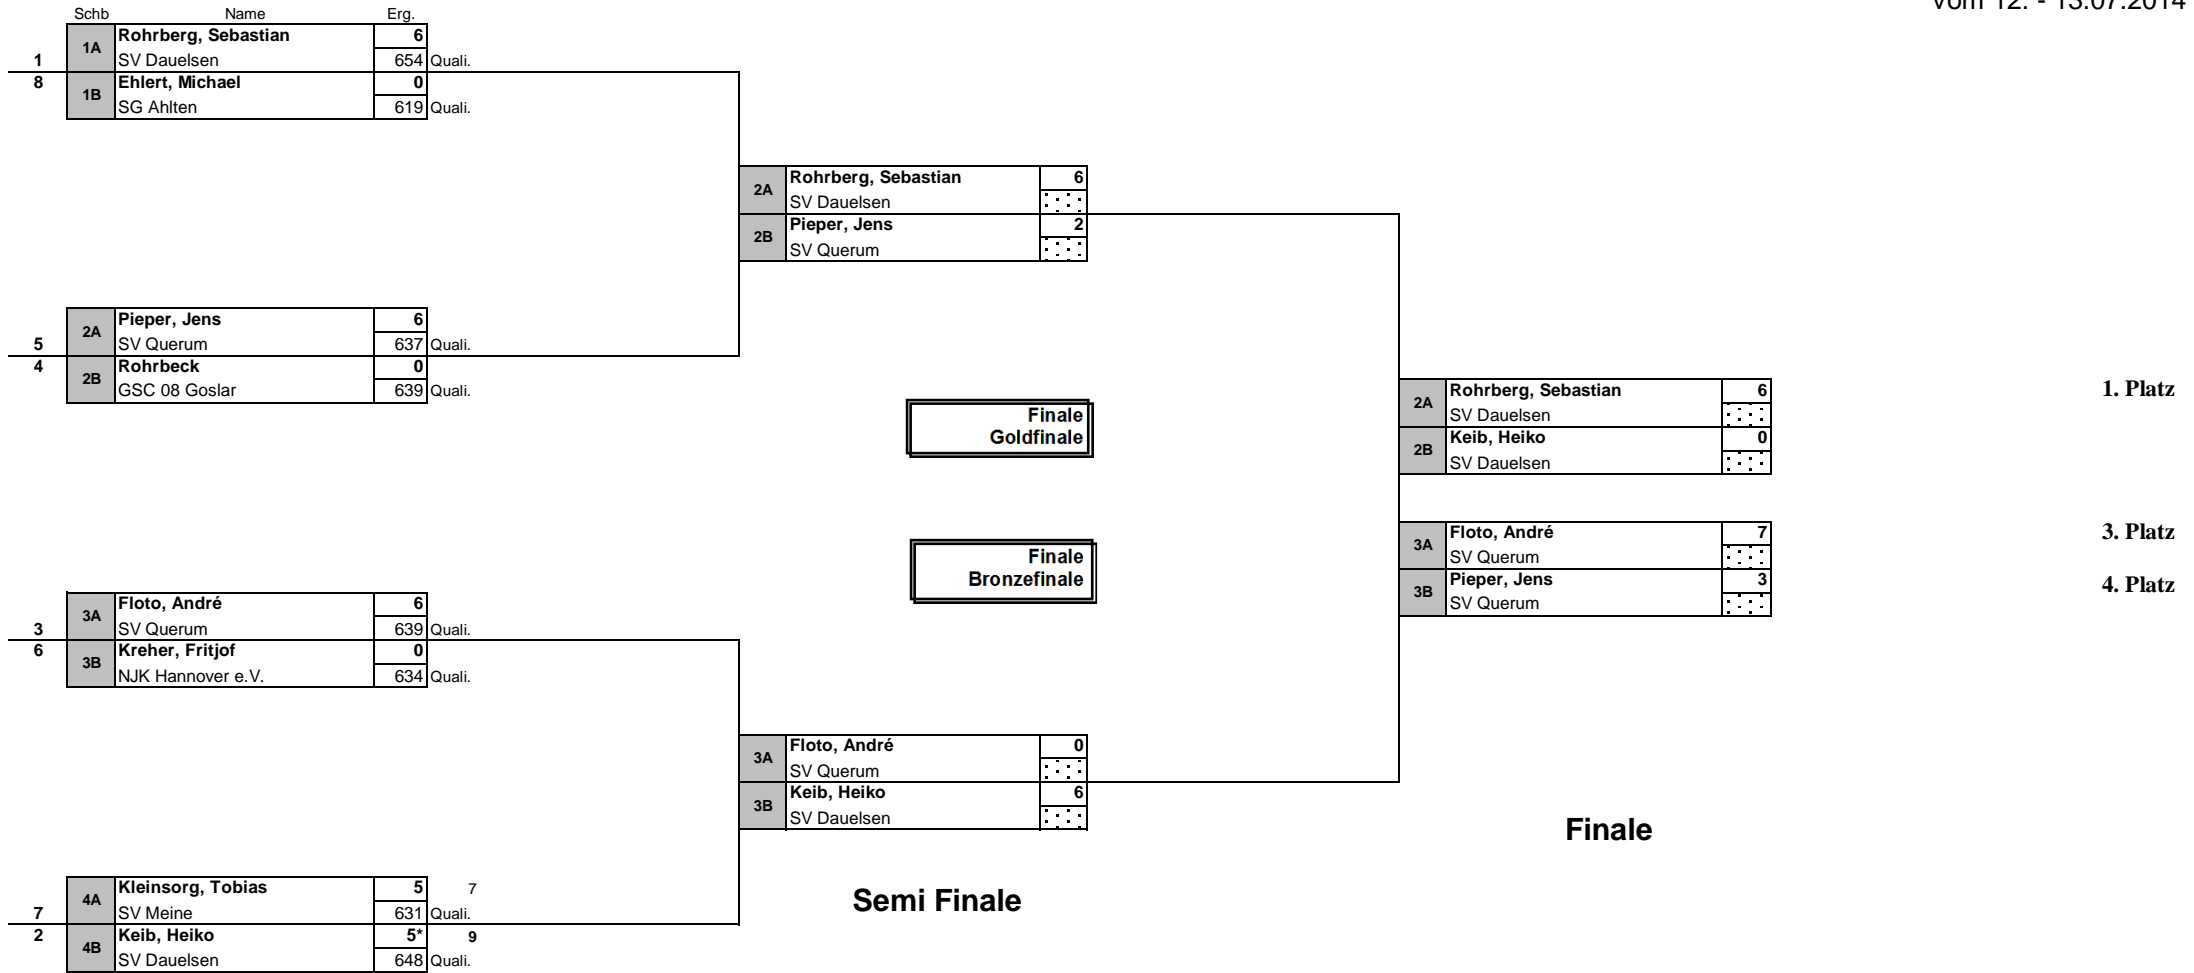 vom 12. - 13.07.2014
Schb Name Erg.
1A Rohrberg, Sebastian 6
1 SV Dauelsen 654 Quali.
8 1B Ehlert, Michael 0
SG Ahlten 619 Quali.
2A Rohrberg, Sebastian 6
SV Dauelsen
2B Pieper, Jens 2
SV Querum
2A Pieper, Jens 6
5 SV Querum 637 Quali.
4 2B Rohrbeck 0
GSC 08 Goslar 639 Quali.
Finale
Goldfinale
2A Rohrberg, Sebastian 6 1. Platz
SV Dauelsen
2B Keib, Heiko 0
SV Dauelsen
Finale
Bronzefinale
3A Floto, André 7 3. Platz
SV Querum
3B Pieper, Jens 3 4. Platz
SV Querum
3A Floto, André 6
3 SV Querum 639 Quali.
6 3B Kreher, Fritjof 0
NJK Hannover e.V. 634 Quali.
3A Floto, André 0
SV Querum
3B Keib, Heiko 6
SV Dauelsen
Finale
Semi Finale
4A Kleinsorg, Tobias 5 7
7 SV Meine 631 Quali.
2 4B Keib, Heiko 5* 9
SV Dauelsen 648 Quali.